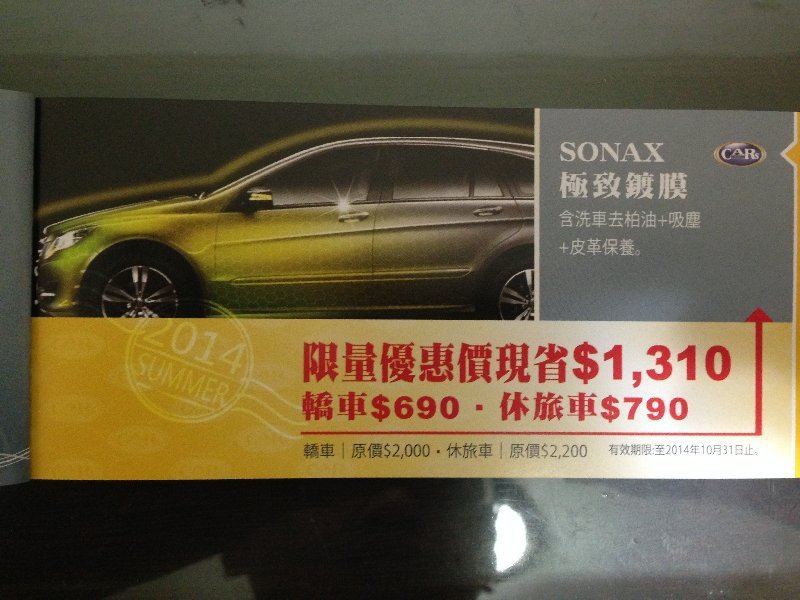 SONAX
極致鍍膜
CARs
含洗車去柏油+吸塵
+皮革保養。
2014
SUMMER
限量優惠價現省$1,310
轎車$690·休旅車$790
轎車|原價$2,000·休旅車|原價$2,200
有效期限:至2014年10月31日止。